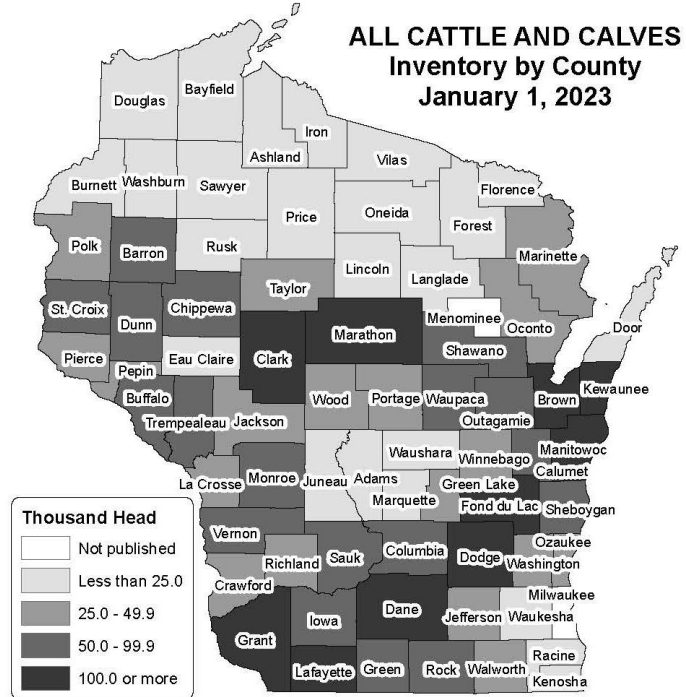 ALL CATTLE AND CALVES
Inventory by County
January 1, 2023
Douglas
Bayfield
Iron
Ashland
Vilas
Burnett
Washburn
Sawyer
Florence
Price
Oneida
Forest
Polk
Barron
Rusk
Marinette
Lincoln
Langlade
Taylor
St. Croix
Chippewa
Menominee
Dunn
Oconto
Door
Marathon
Shawano
Pierce
Eau Claire
Clark
Pepin
Kewaunee
Buffalo
Wood
Portage
Waupaca
Brown
Trempealeau
Jackson
Outagamie
Waushara
Winnebago
Manitowoc
Calumet
La Crosse
Monroe
Juneau
Adams
Green Lake
Marquette
Fond du Lac
Sheboygan
Vernon
Ozaukee
Richland
Sauk
Columbia
Dodge
Washington
Crawford
Milwaukee
Dane
Jefferson
Waukesha
Iowa
Grant
Racine
Lafayette
Green
Rock
Walworth
Kenosha
Thousand Head
Not published
Less than 25.0
25.0 - 49.9
50.0 - 99.9
100.0 or more